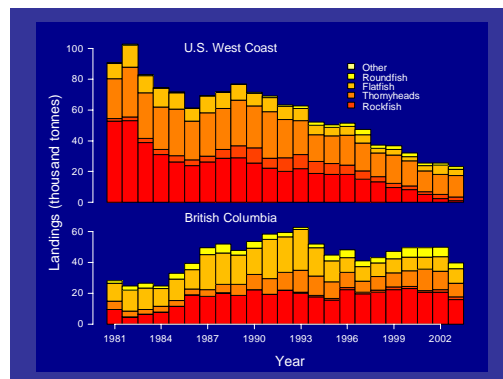 U.S. West Coast
100
80
60
40
20
0
Other
Roundfish
Flatfish
Thornyheads
Rockfish
Landings (thousand tonnes)
British Columbia
60
40
20
0
1981 1984 1987 1990 1993 1996 1999 2002
Year